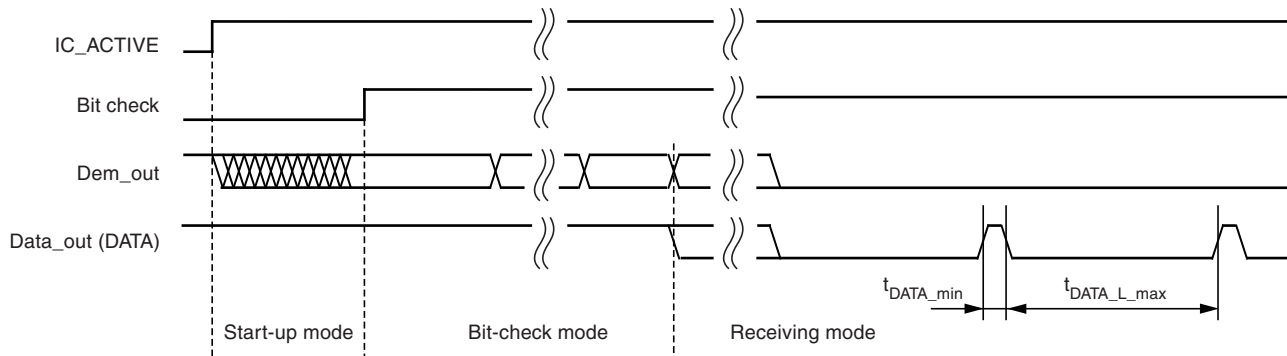 IC_ACTIVE
Bit check
Dem_out
Data_out (DATA)
tDATA_min
tDATA_L_max
Start-up mode
Bit-check mode
Receiving mode